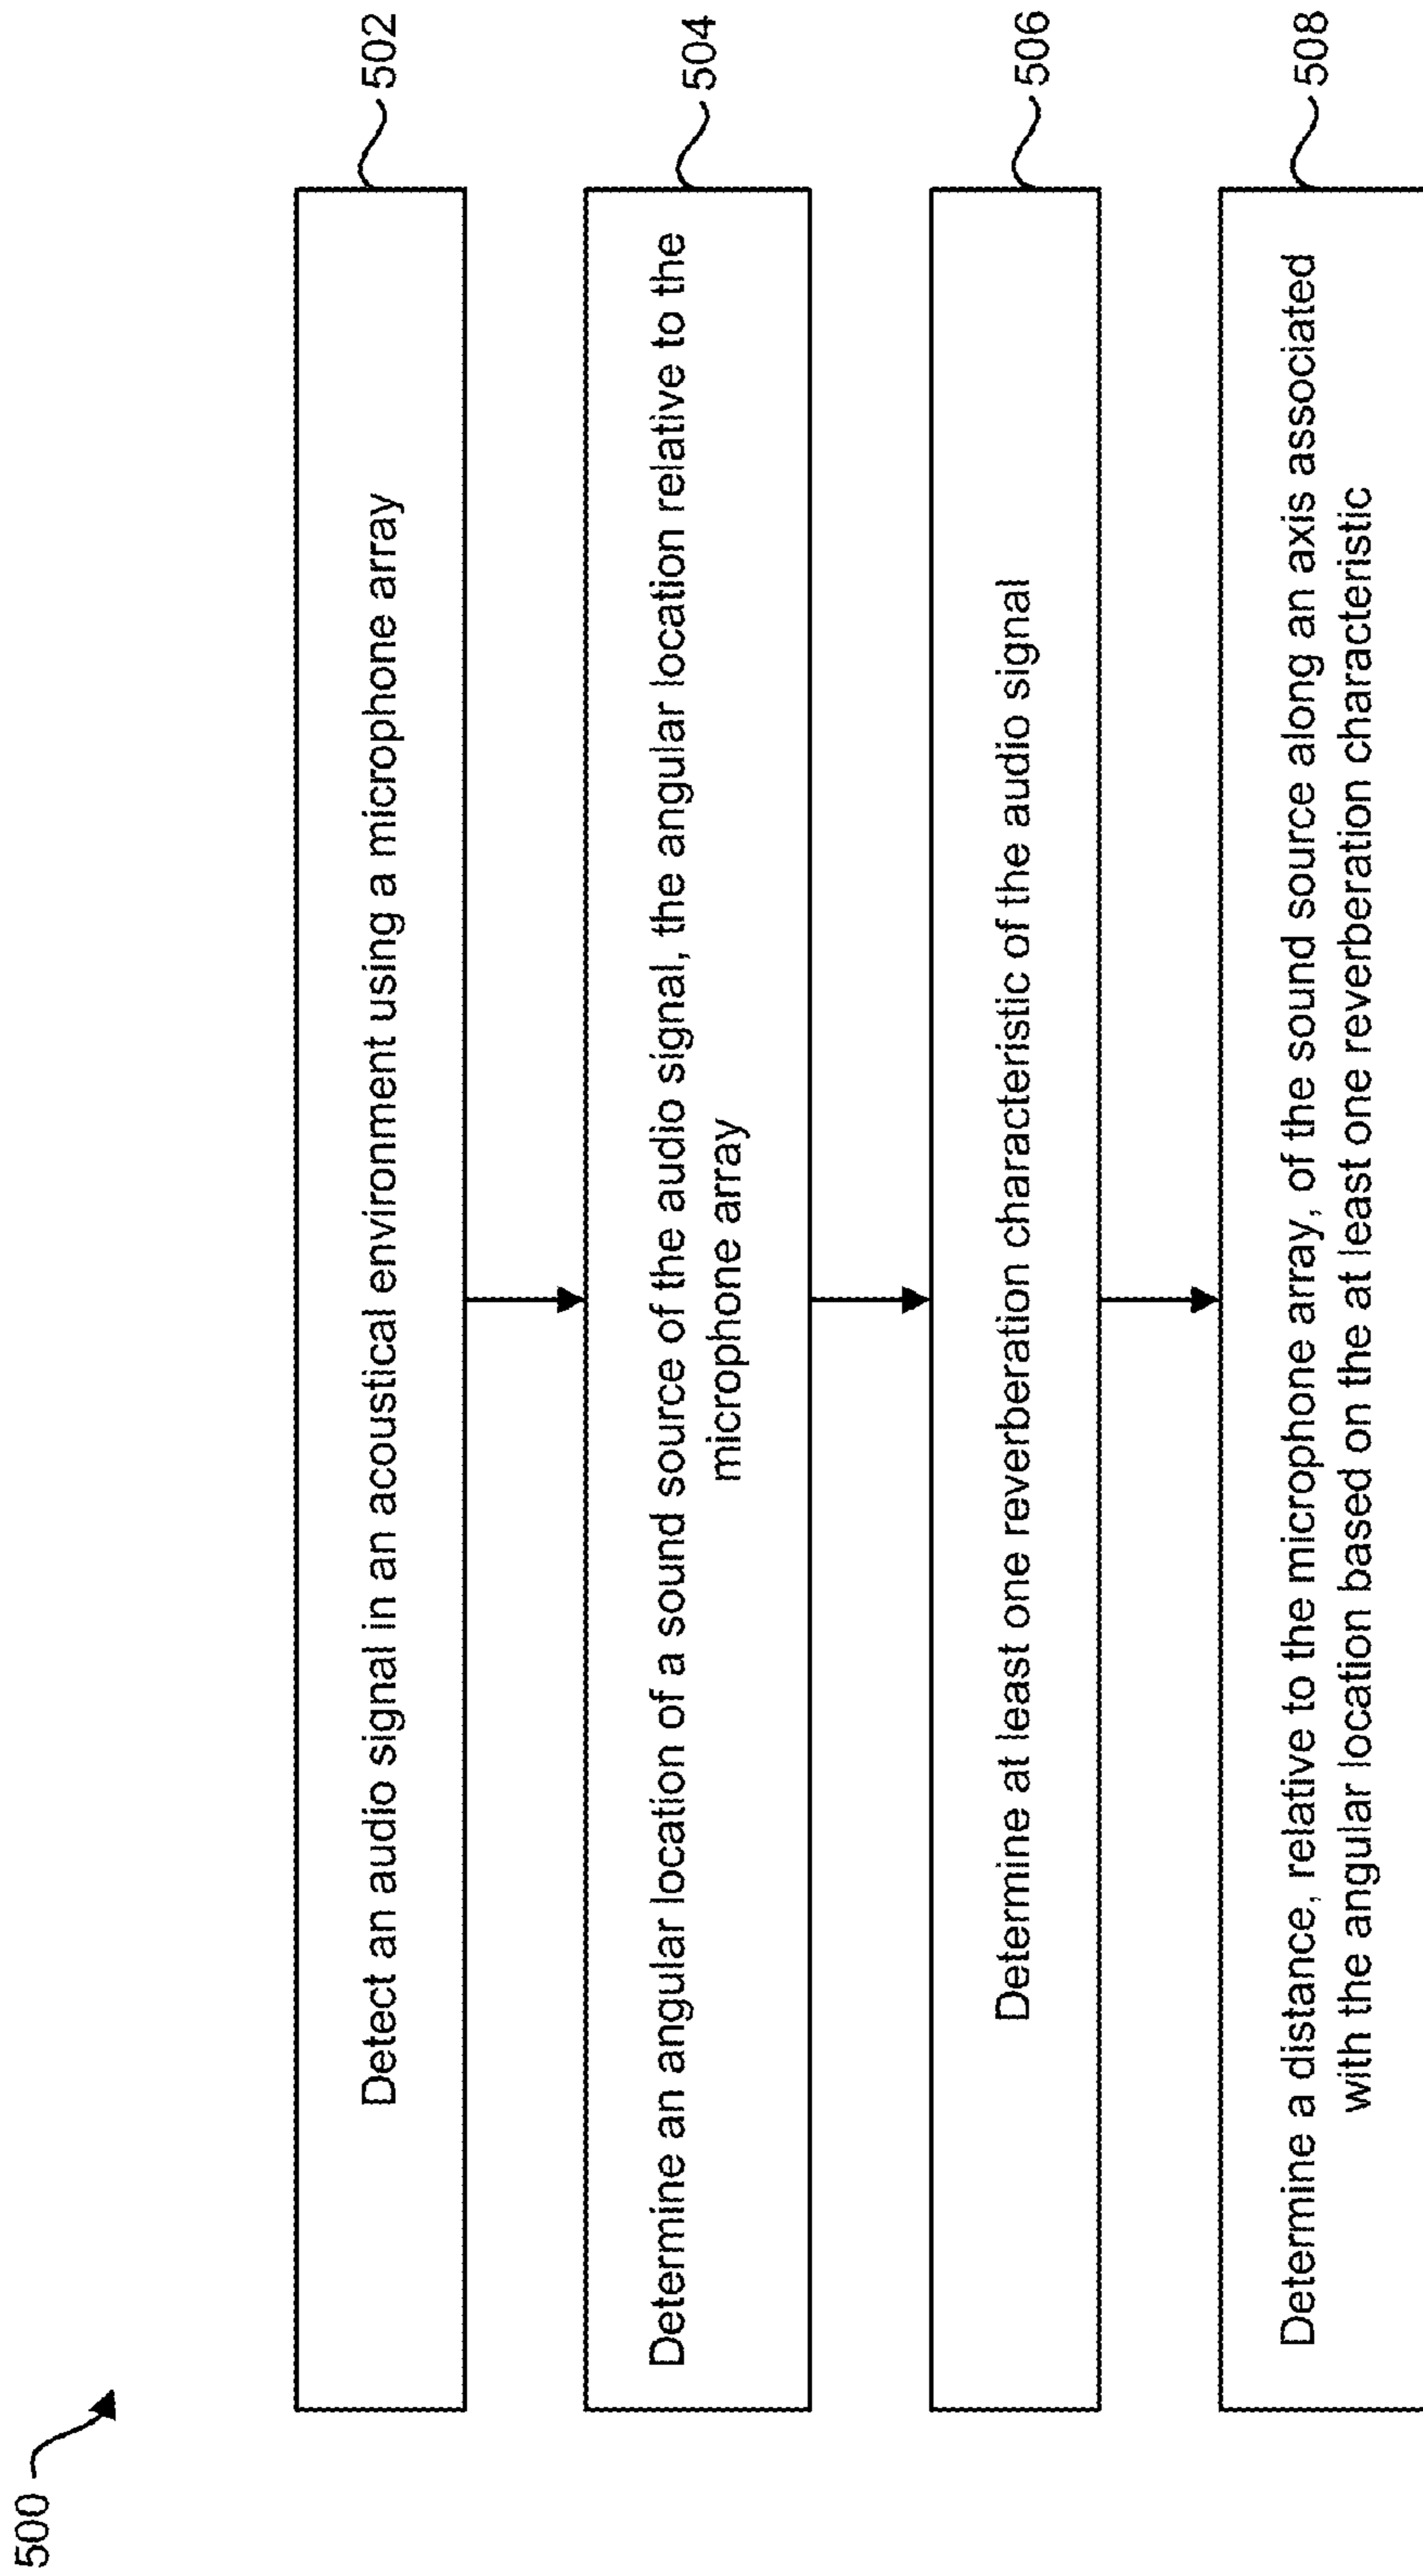 500
Detect an audio signal in an acoustical environment using a microphone array
502
Determine an angular location of a sound source of the audio signal, the angular location relative to the
microphone array
504
Determine at least one reverberation characteristic of the audio signal
506
Determine a distance, relative to the microphone array, of the sound source along an axis associated
with the angular location based on the at least one reverberation characteristic
508